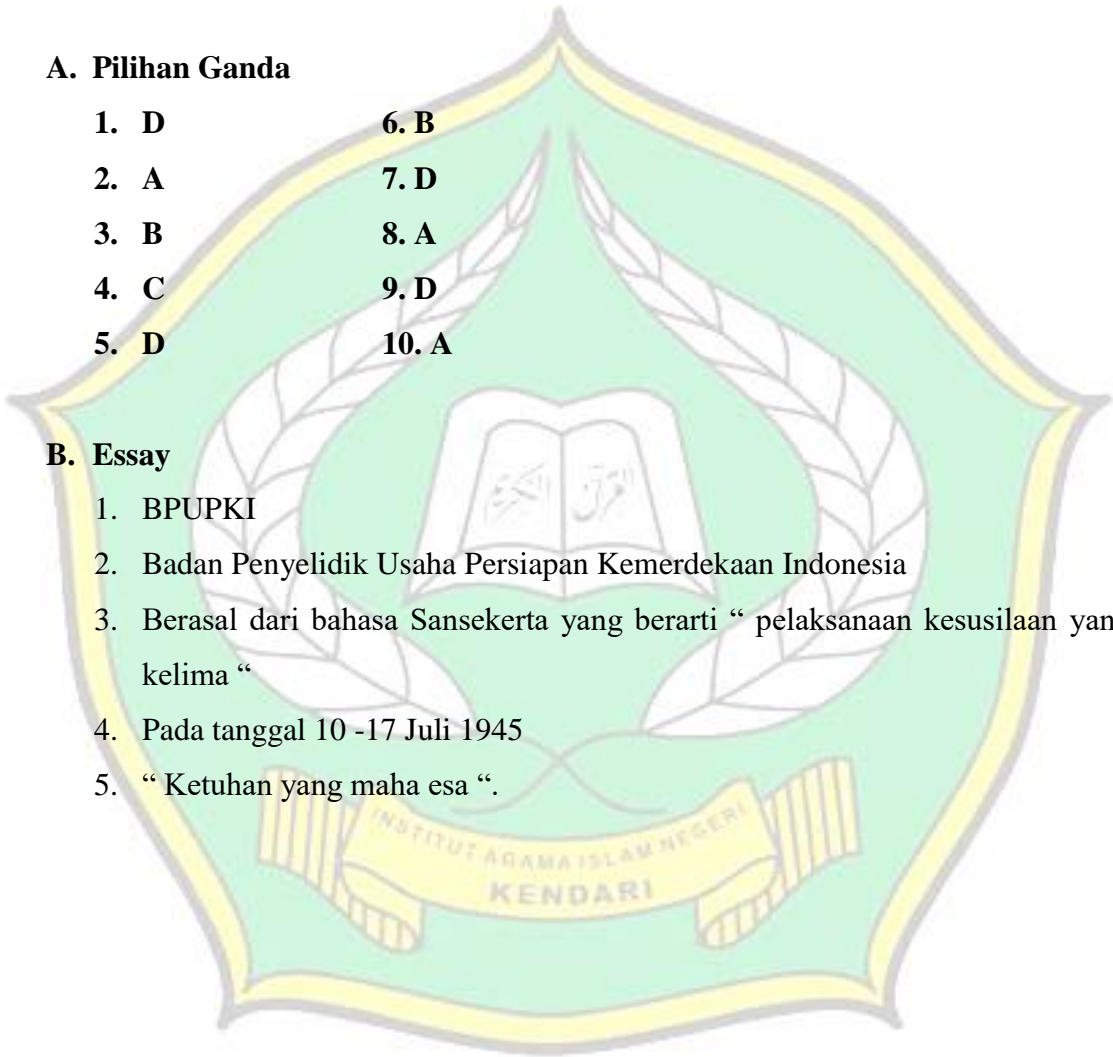 A. Pilihan Ganda
1. D 6. B
2. A 7. D
3. B 8. A
4. C 9. D
5. D 10. A
B. Essay
1. BPUPKI
2. Badan Penyelidik Usaha Persiapan Kemerdekaan Indonesia
3. Berasal dari bahasa Sansekerta yang berarti “ pelaksanaan kesusilaan yan
kelima “
4. Pada tanggal 10 -17 Juli 1945
5. “ Ketuhan yang maha esa “.
القرآن الكريم
INSTITUT AGAMA ISLAM NEGERI
KENDARI